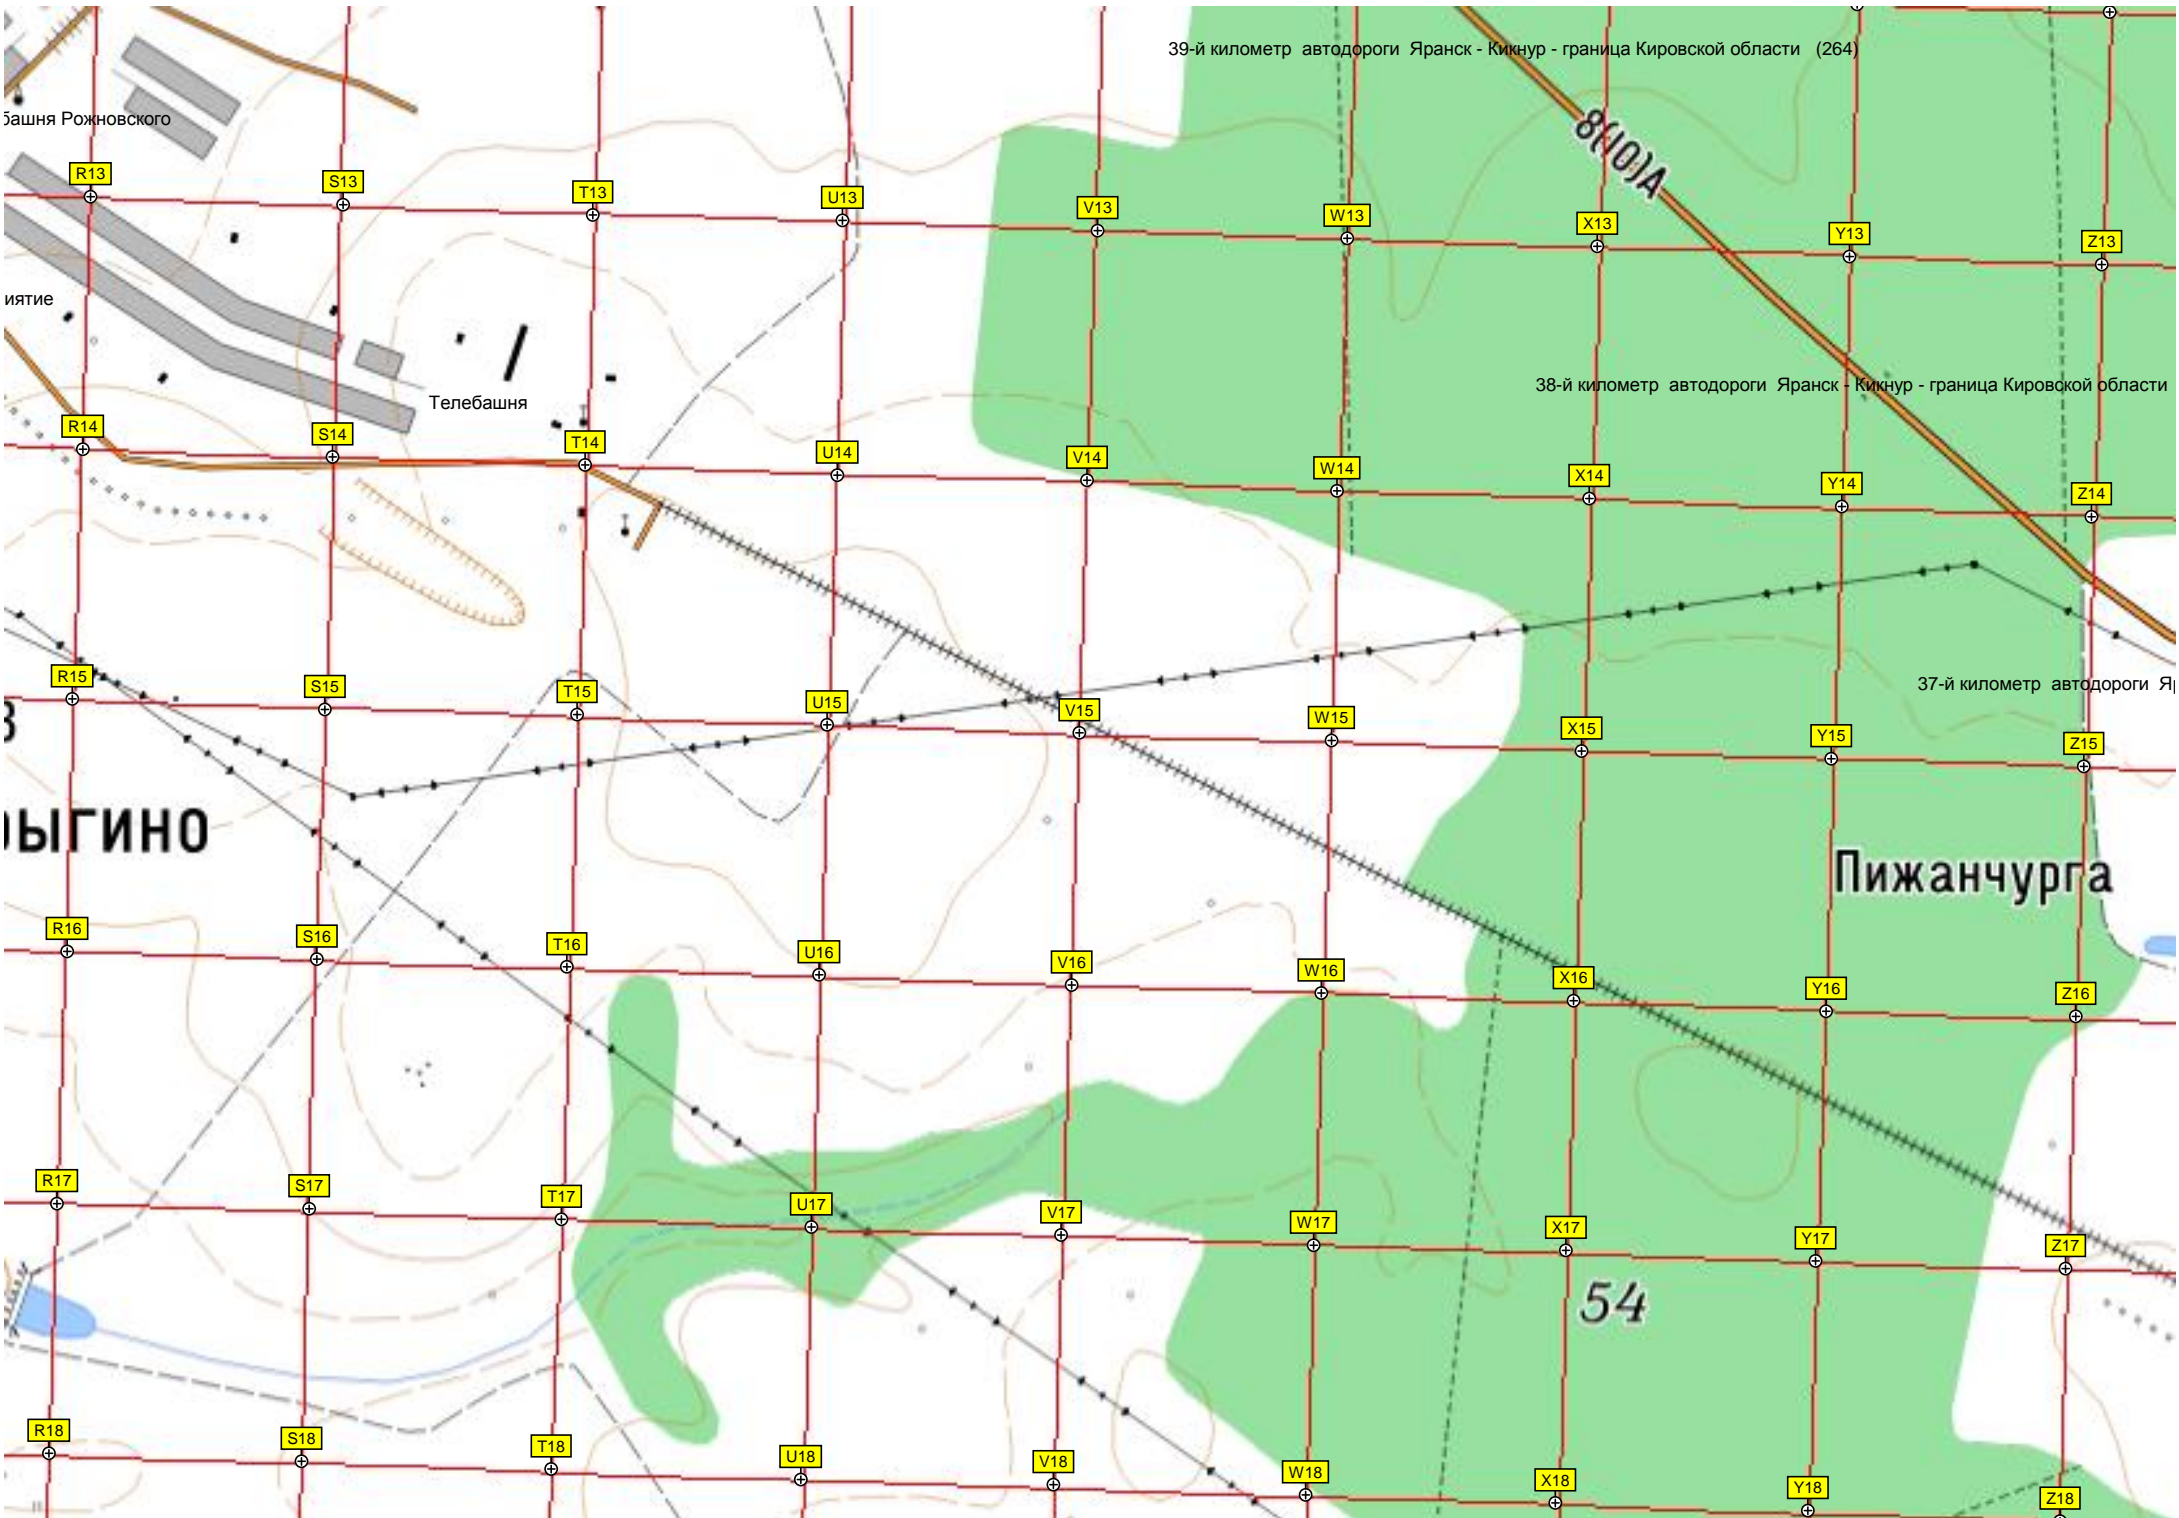 39-й километр автодороги Яранск - Кикнур - граница Кировской области (264)
башня Рожновского
8(10)А
R13 S13 T13 U13 V13 W13 X13 Y13 Z13
иятие
38-й километр автодороги Яранск - Кикнур - граница Кировской области
Телебашня
R14 S14 T14 U14 V14 W14 X14 Y14 Z14
37-й километр автодороги Яр
R15 S15 T15 U15 V15 W15 X15 Y15 Z15
ыгино
Пижанчурга
R16 S16 T16 U16 V16 W16 X16 Y16 Z16
R17 S17 T17 U17 V17 W17 X17 Y17 Z17
54
R18 S18 T18 U18 V18 W18 X18 Y18 Z18